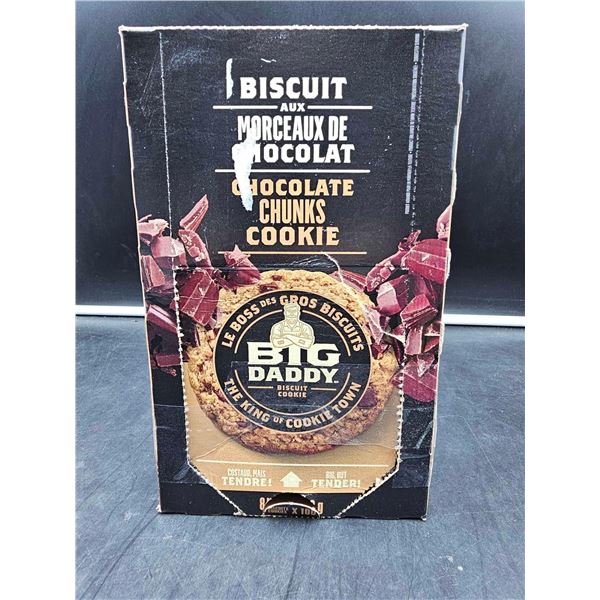 BISCUIT
AUX
MORCEAUX DE
CHOCOLAT
CHOCOLATE
CHUNKS
COOKIE
LE BOSS DES GROS BISCUITS
BIG
DADDY
BISCUIT
COOKIE
THE KING OF COOKIE TOWN
COSTAUD, MAIS
TENDRE!
BIG, BUT
TENDER!
X 100 g